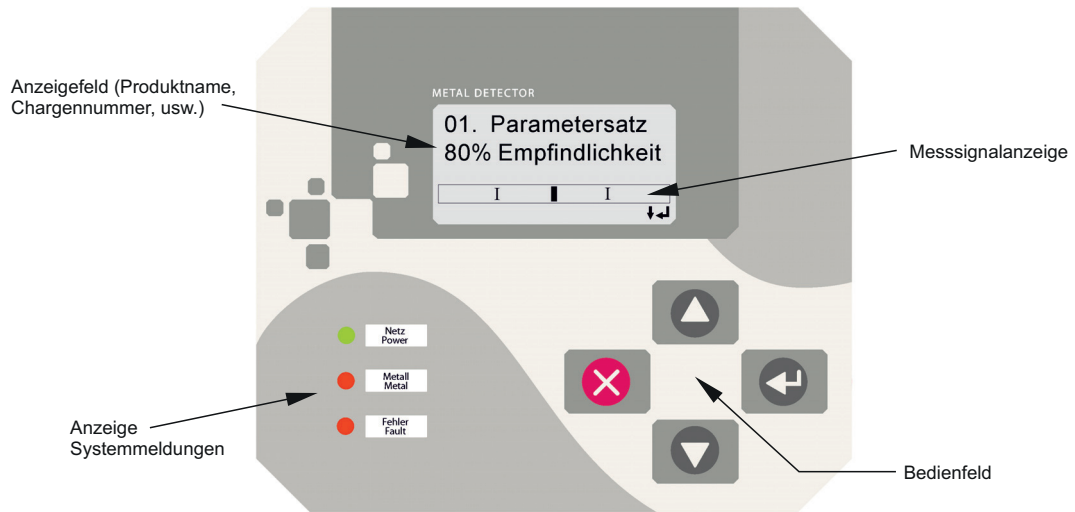 Anzeigefeld (Produktname,
Chargennummer, usw.)
METAL DETECTOR
01. Parametersatz
80% Empfindlichkeit
I I
Messsignalanzeige
Netz
Power
Metall
Metal
Fehler
Fault
Anzeige
Systemmeldungen
Bedienfeld